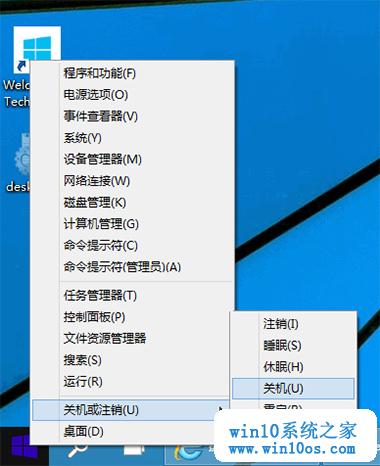 Welc
Tech
desk
程序和功能(F)
电源选项(O)
事件查看器(V)
系统(Y)
设备管理器(M)
网络连接(W)
磁盘管理(K)
计算机管理(G)
命令提示符(C)
命令提示符(管理员)(A)
任务管理器(T)
控制面板(P)
文件资源管理器
搜索(S)
运行(R)
关机或注销(U)
桌面(D)
注销(I)
睡眠(S)
休眠(H)
关机(U)
重启(R)
win10系统之家
www.win10os.com